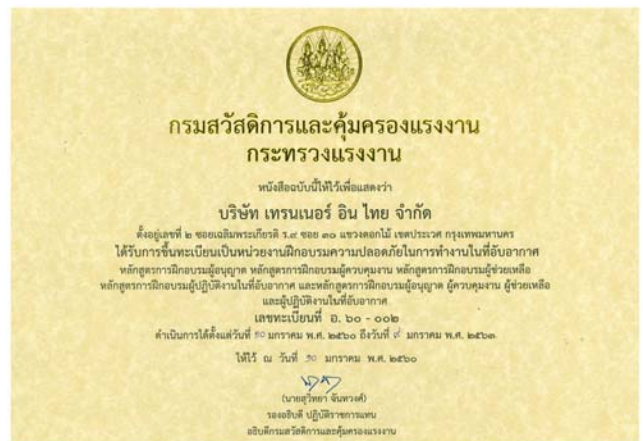 กรมสวัสดิการและคุ้มครองแรงงาน
กระทรวงแรงงาน
หนังสือฉบับนี้ให้ไว้เพื่อแสดงว่า
บริษัท เทรนเนอร์ อิน ไทย จำกัด
ตั้งอยู่เลขที่ ๒ ซอยเฉลิมพระเกียรติ ร.๙ ซอย ๓๐ แขวงดอกไม้ เขตประเวศ กรุงเทพมหานคร
ได้รับการขึ้นทะเบียนเป็นหน่วยงานฝึกอบรมความปลอดภัยในการทำงานในที่อับอากาศ
หลักสูตรการฝึกอบรมผู้อนุญาต หลักสูตรการฝึกอบรมผู้ควบคุมงาน หลักสูตรการฝึกอบรมผู้ช่วยเหลือ
หลักสูตรการฝึกอบรมผู้ปฏิบัติงานในที่อับอากาศ และหลักสูตรการฝึกอบรมผู้อนุญาต ผู้ควบคุมงาน ผู้ช่วยเหลือ
และผู้ปฏิบัติงานในที่อับอากาศ
เลขทะเบียนที่ อ. ๖๐ - ๐๐๒
ดำเนินการได้ตั้งแต่วันที่ ๑๐ มกราคม พ.ศ. ๒๕๖๐ ถึงวันที่ ๙ มกราคม พ.ศ. ๒๕๖๓
ให้ไว้ ณ วันที่ ๑๐ มกราคม พ.ศ. ๒๕๖๐
(นายสุวิทยา จันทวงศ์)
รองอธิบดี ปฏิบัติราชการแทน
อธิบดีกรมสวัสดิการและคุ้มครองแรงงาน